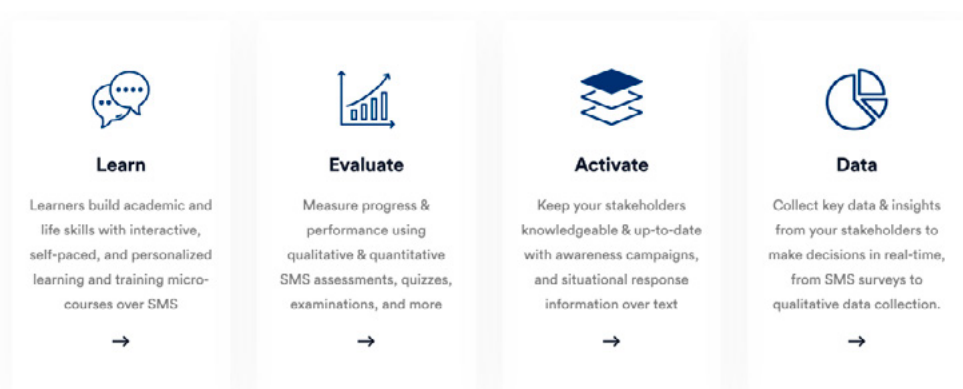 Learn
Learners build academic and
life skills with interactive,
self-paced, and personalized
learning and training micro-
courses over SMS
→
Evaluate
Measure progress &
performance using
qualitative & quantitative
SMS assessments, quizzes,
examinations, and more
→
Activate
Keep your stakeholders
knowledgeable & up-to-date
with awareness campaigns,
and situational response
information over text
→
Data
Collect key data & insights
from your stakeholders to
make decisions in real-time,
from SMS surveys to
qualitative data collection.
→